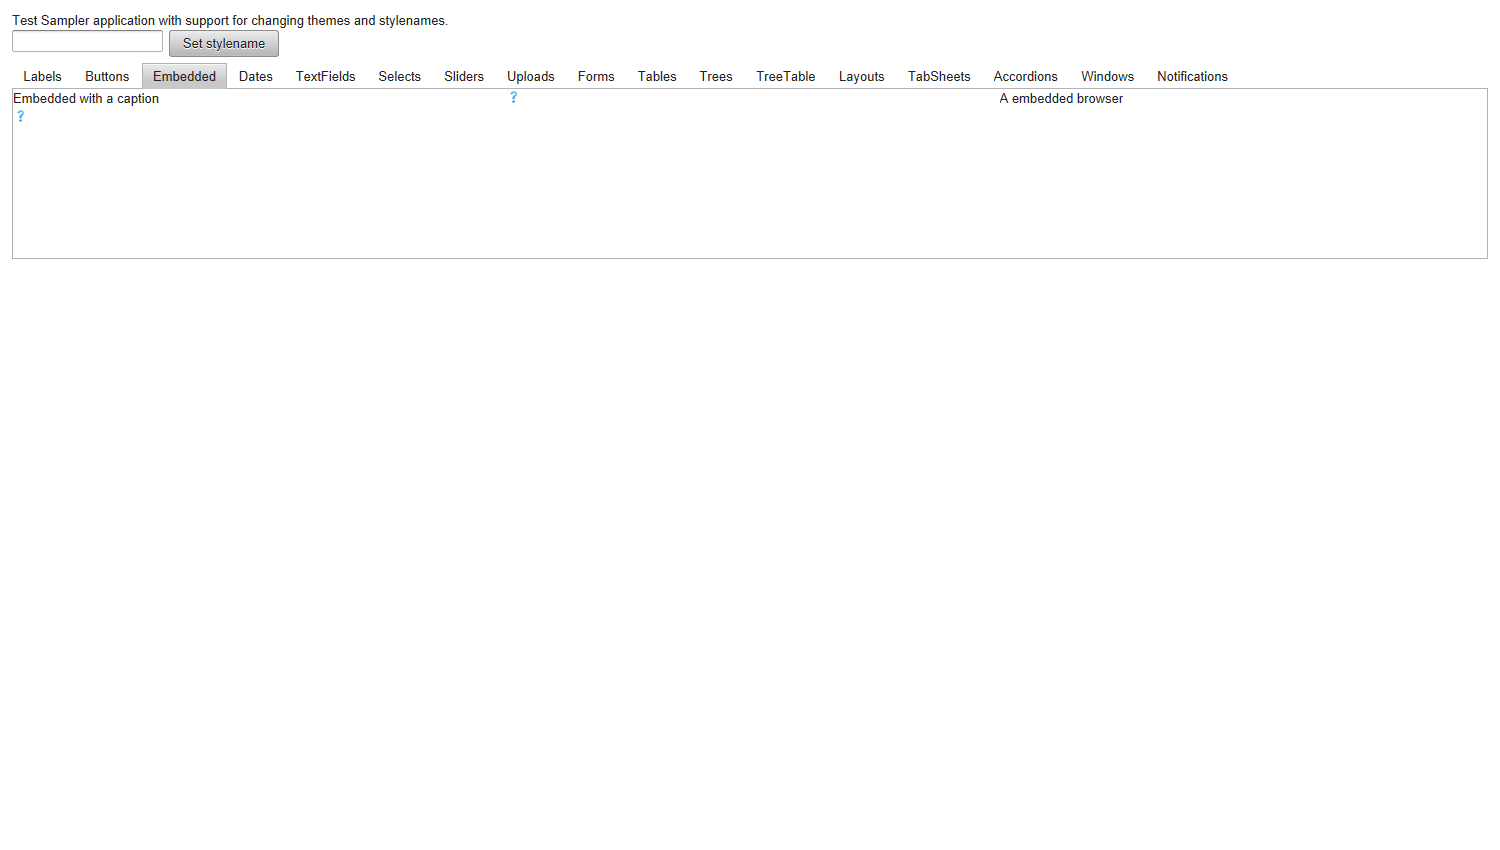 Test Sampler application with support for changing themes and stylenames.
Set stylename
Labels Buttons Embedded Dates TextFields Selects Sliders Uploads Forms Tables Trees TreeTable Layouts TabSheets Accordions Windows Notifications
Embedded with a caption ? A embedded browser
?